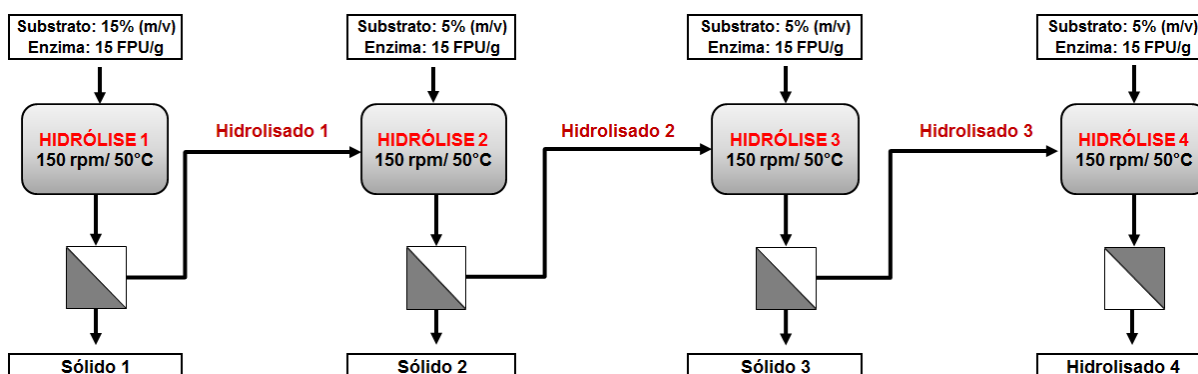 Substrato: 15% (m/v)
Enzima: 15 FPU/g
Substrato: 5% (m/v)
Enzima: 15 FPU/g
Substrato: 5% (m/v)
Enzima: 15 FPU/g
Substrato: 5% (m/v)
Enzima: 15 FPU/g
HIDRÓLISE 1
150 rpm/ 50°C
Hidrolisado 1
HIDRÓLISE 2
150 rpm/ 50°C
Hidrolisado 2
HIDRÓLISE 3
150 rpm/ 50°C
Hidrolisado 3
HIDRÓLISE 4
150 rpm/ 50°C
Sólido 1
Sólido 2
Sólido 3
Hidrolisado 4